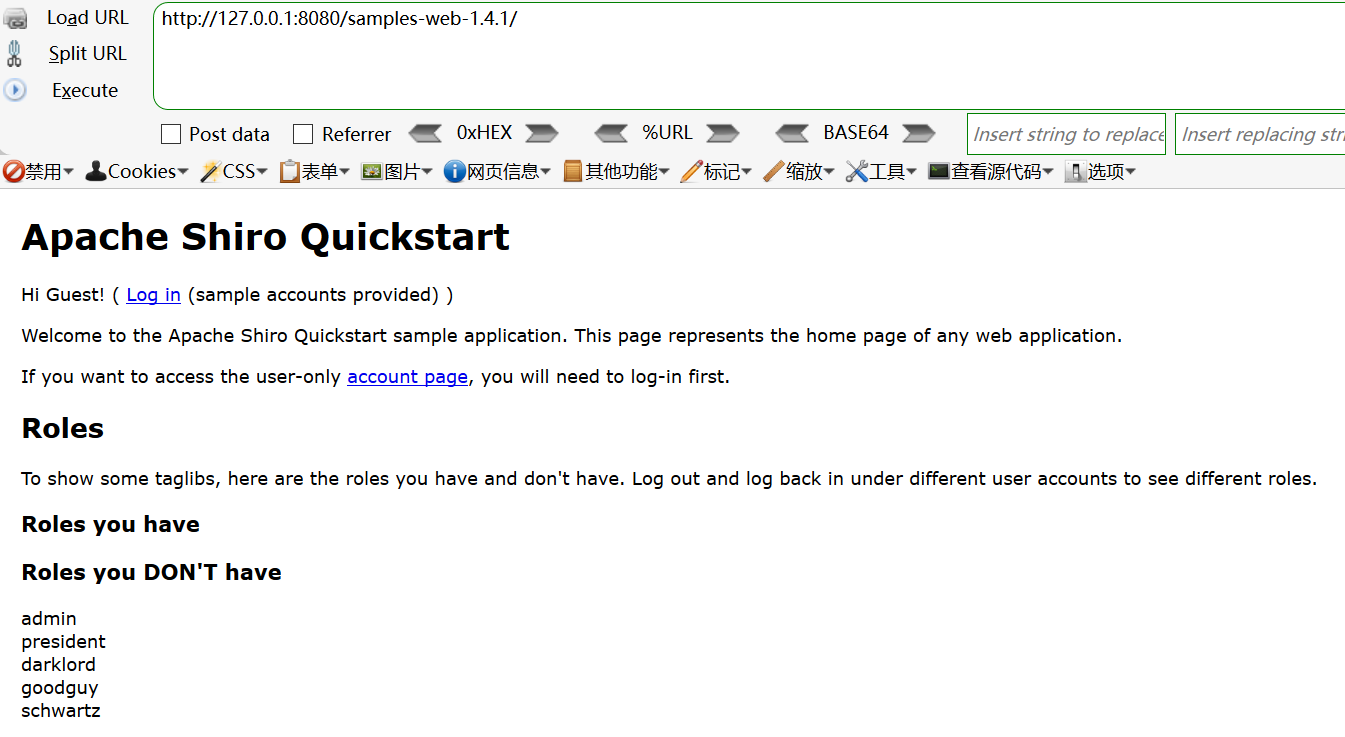 Load URL http://127.0.0.1:8080/samples-web-1.4.1/
Split URL
Execute
Post data Referrer 0xHEX %URL BASE64 Insert string to replace Insert replacing stri
禁用 Cookies CSS 表单 图片 网页信息 其他功能 标记 缩放 工具 查看源代码 选项
Apache Shiro Quickstart
Hi Guest! ( Log in (sample accounts provided) )
Welcome to the Apache Shiro Quickstart sample application. This page represents the home page of any web application.
If you want to access the user-only account page, you will need to log-in first.
Roles
To show some taglibs, here are the roles you have and don't have. Log out and log back in under different user accounts to see different roles.
Roles you have
Roles you DON'T have
admin
president
darklord
goodguy
schwartz